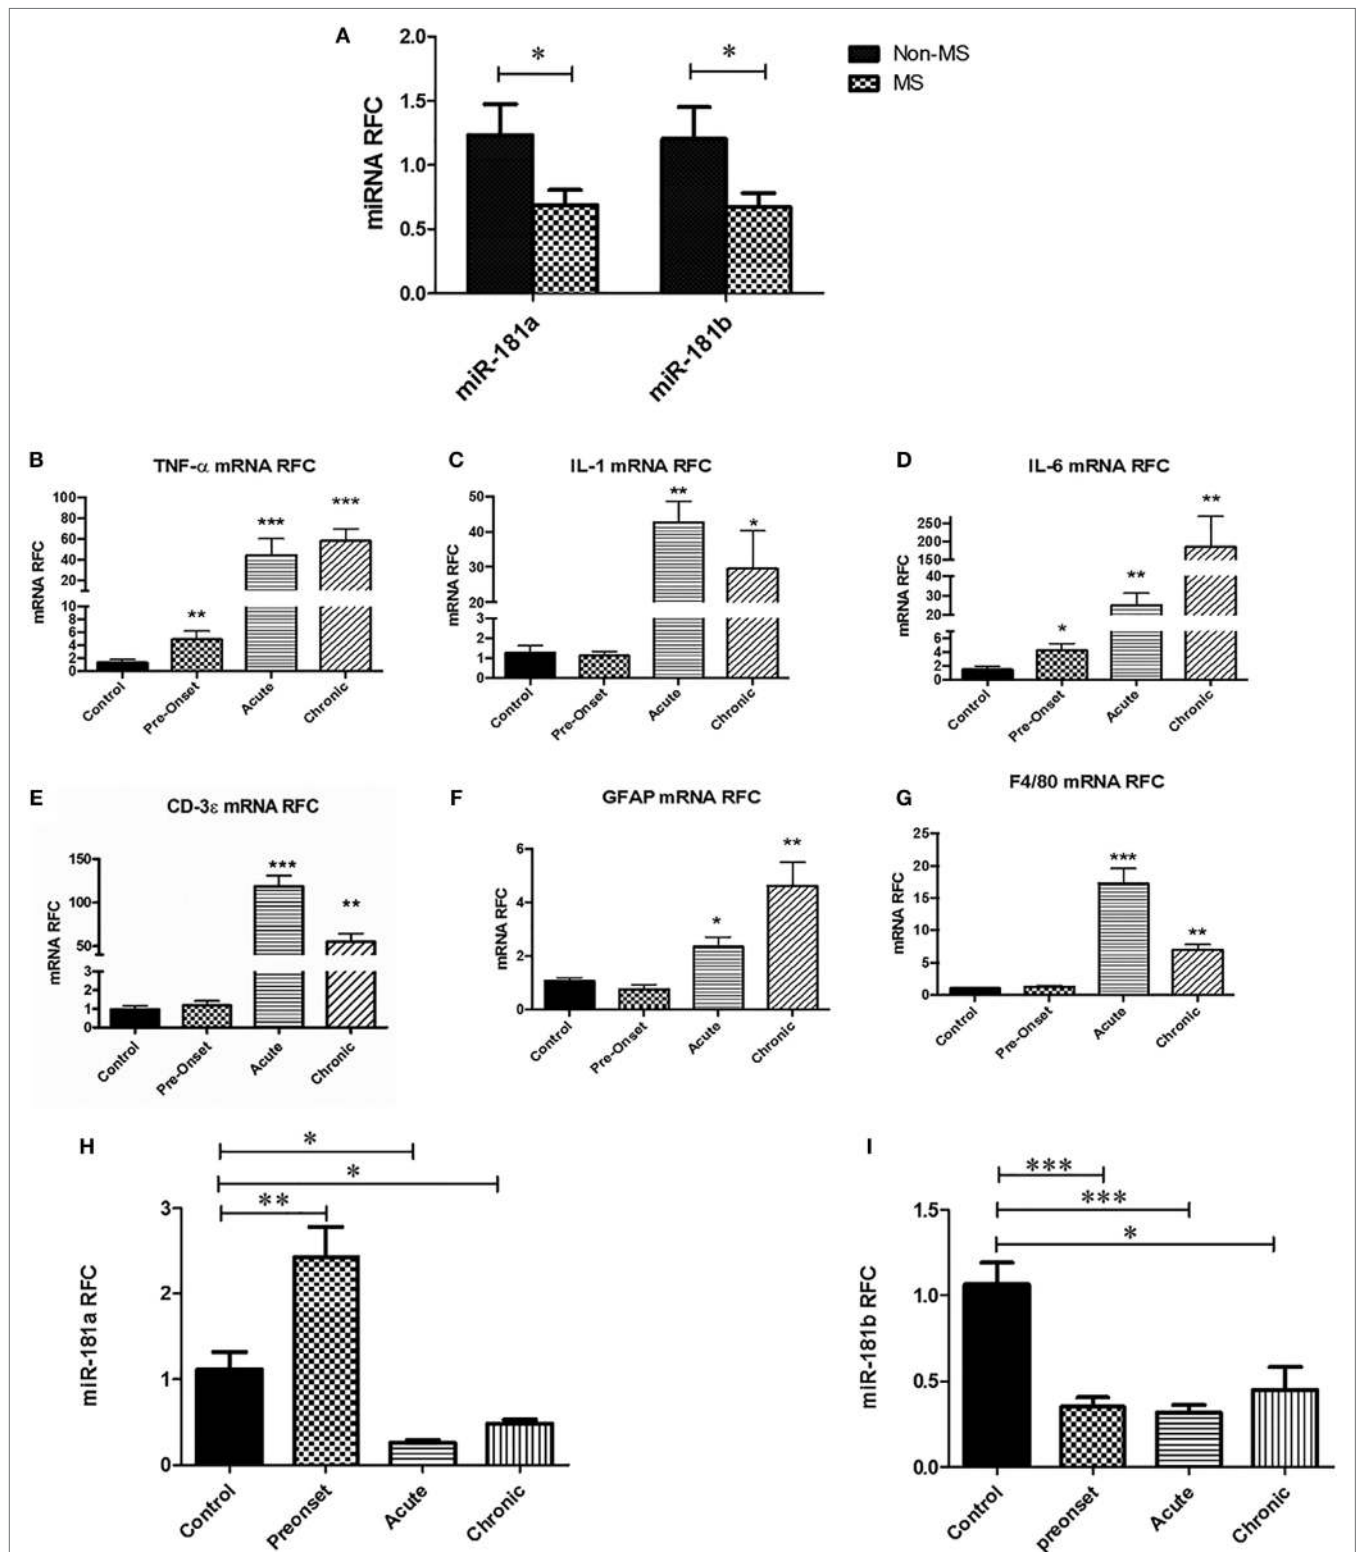 A
2.0
1.5
1.0
0.5
0.0
miRNA RFC
*
*
Non-MS
MS
miR-181a
miR-181b
B
TNF-α mRNA RFC
mRNA RFC
100
80
60
40
20
10
8
6
4
2
0
**
***
***
Control
Pre-Onset
Acute
Chronic
C
IL-1 mRNA RFC
mRNA RFC
50
40
30
20
3
2
1
0
**
*
Control
Pre-Onset
Acute
Chronic
D
IL-6 mRNA RFC
mRNA RFC
250
200
150
40
30
20
6
4
2
0
*
**
**
Control
Pre-Onset
Acute
Chronic
E
CD-3ε mRNA RFC
mRNA RFC
150
100
50
3
2
1
0
***
**
Control
Pre-Onset
Acute
Chronic
F
GFAP mRNA RFC
mRNA RFC
6
4
2
0
*
**
Control
Pre-Onset
Acute
Chronic
G
F4/80 mRNA RFC
mRNA RFC
25
20
15
10
5
0
***
**
Control
Pre-Onset
Acute
Chronic
H
*
*
**
miR-181a RFC
3
2
1
0
Control
Preonset
Acute
Chronic
I
***
***
*
miR-181b RFC
1.5
1.0
0.5
0.0
Control
preonset
Acute
Chronic